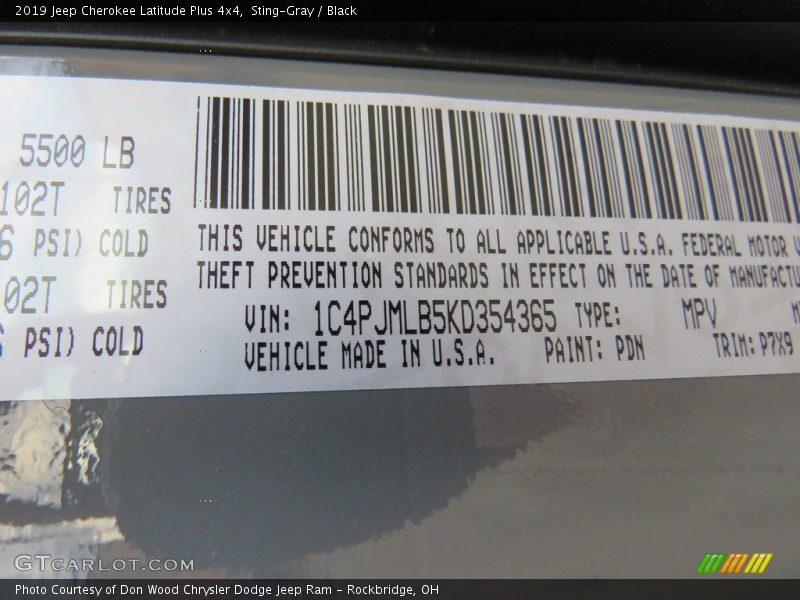 2019 Jeep Cherokee Latitude Plus 4x4, Sting-Gray / Black
5500 LB
102T TIRES
PSI) COLD
02T TIRES
PSI) COLD
THIS VEHICLE CONFORMS TO ALL APPLICABLE U.S.A. FEDERAL MOTOR
THEFT PREVENTION STANDARDS IN EFFECT ON THE DATE OF MANUFACTU
VIN: 1C4PJMLB5KD354365 TYPE: MPV
VEHICLE MADE IN U.S.A. PAINT: PDN TRIM: P7X9
GTCARLOT.COM
Photo Courtesy of Don Wood Chrysler Dodge Jeep Ram - Rockbridge, OH